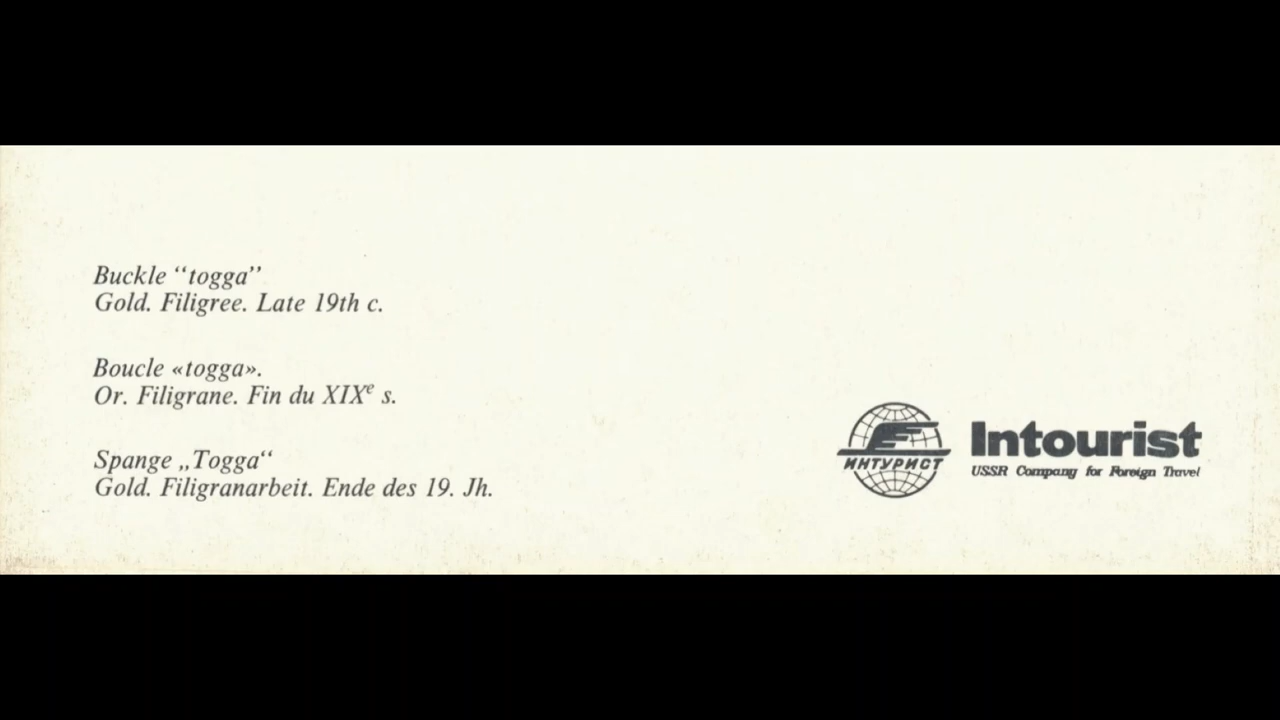 Buckle “togga”
Gold. Filigree. Late 19th c.
Boucle «togga».
Or. Filigrane. Fin du XIXe s.
Spange „Togga“
Gold. Filigranarbeit. Ende des 19. Jh.
ИНТУРИСТ
Intourist
USSR Company for Foreign Travel